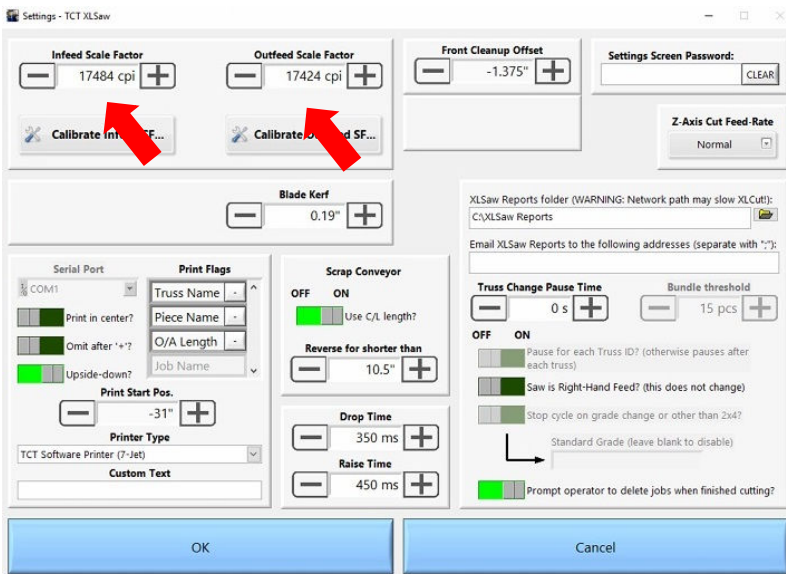 Settings - TCT XLSaw
Infeed Scale Factor
17484 cpi
Outfeed Scale Factor
17424 cpi
Calibrate SF...
Calibrate SF...
Front Cleanup Offset
-1.375"
Settings Screen Password:
CLEAR
Z-Axis Cut Feed-Rate
Normal
Blade Kerf
0.19"
XLSaw Reports folder (WARNING: Network path may slow XLCut!):
C:\XLSaw Reports
Email XLSaw Reports to the following addresses (separate with ";"):
Serial Port
COM1
Print in center?
Omit after '+'?
Upside-down?
Print Flags
Truss Name -
Piece Name -
O/A Length -
Job Name
Print Start Pos.
-31"
Printer Type
TCT Software Printer (7-Jet)
Custom Text
Scrap Conveyor
OFF ON
Use C/L length?
Reverse for shorter than
10.5"
Drop Time
350 ms
Raise Time
450 ms
Truss Change Pause Time
0 s
Bundle threshold
15 pcs
OFF ON
Pause for each Truss ID? (otherwise pauses after
each truss)
Saw is Right-Hand Feed? (this does not change)
Stop cycle on grade change or other than 2x4?
Standard Grade (leave blank to disable)
Prompt operator to delete jobs when finished cutting?
OK
Cancel